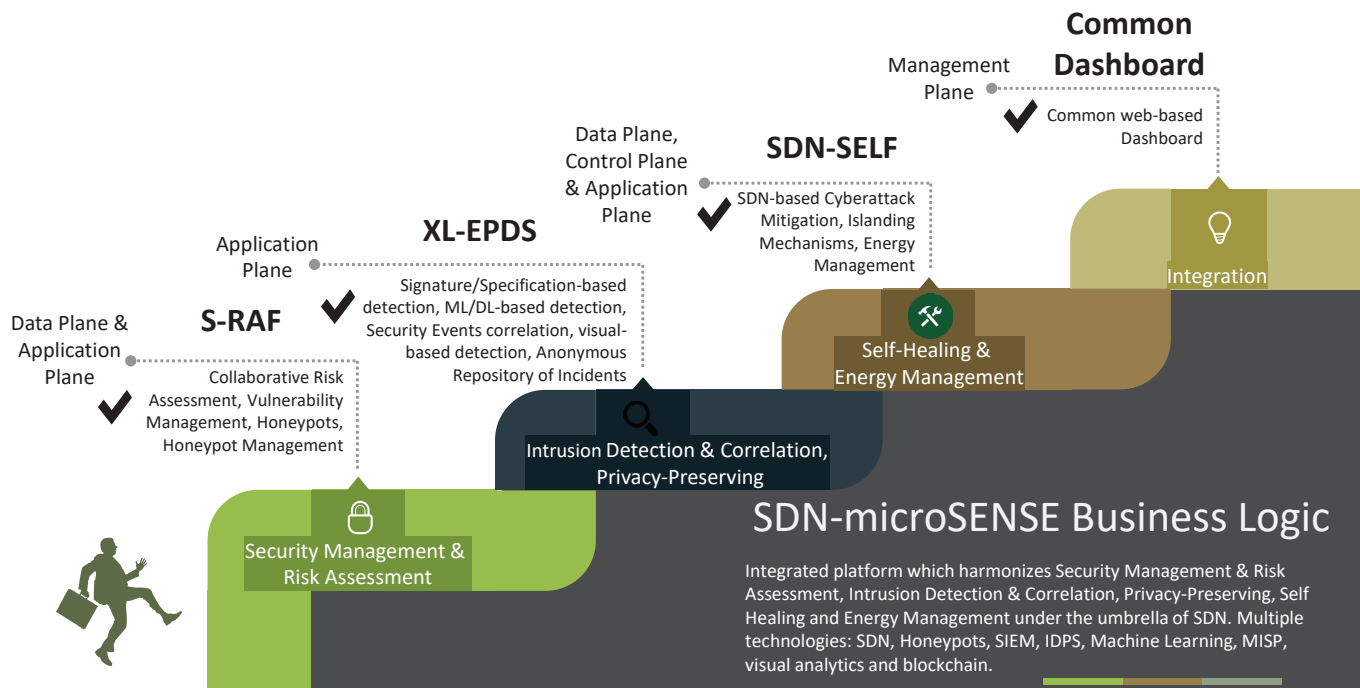 Common
Dashboard
Management
Plane
Common web-based
Dashboard
Integration
SDN-SELF
Data Plane,
Control Plane
& Application
Plane
SDN-based Cyberattack
Mitigation, Islanding
Mechanisms, Energy
Management
Self-Healing &
Energy Management
XL-EPDS
Application
Plane
Signature/Specification-based
detection, ML/DL-based detection,
Security Events correlation, visual-
based detection, Anonymous
Repository of Incidents
Intrusion Detection & Correlation,
Privacy-Preserving
S-RAF
Data Plane &
Application
Plane
Collaborative Risk
Assessment, Vulnerability
Management, Honeypots,
Honeypot Management
Security Management &
Risk Assessment
SDN-microSENSE Business Logic
Integrated platform which harmonizes Security Management & Risk
Assessment, Intrusion Detection & Correlation, Privacy-Preserving, Self
Healing and Energy Management under the umbrella of SDN. Multiple
technologies: SDN, Honeypots, SIEM, IDPS, Machine Learning, MISP,
visual analytics and blockchain.